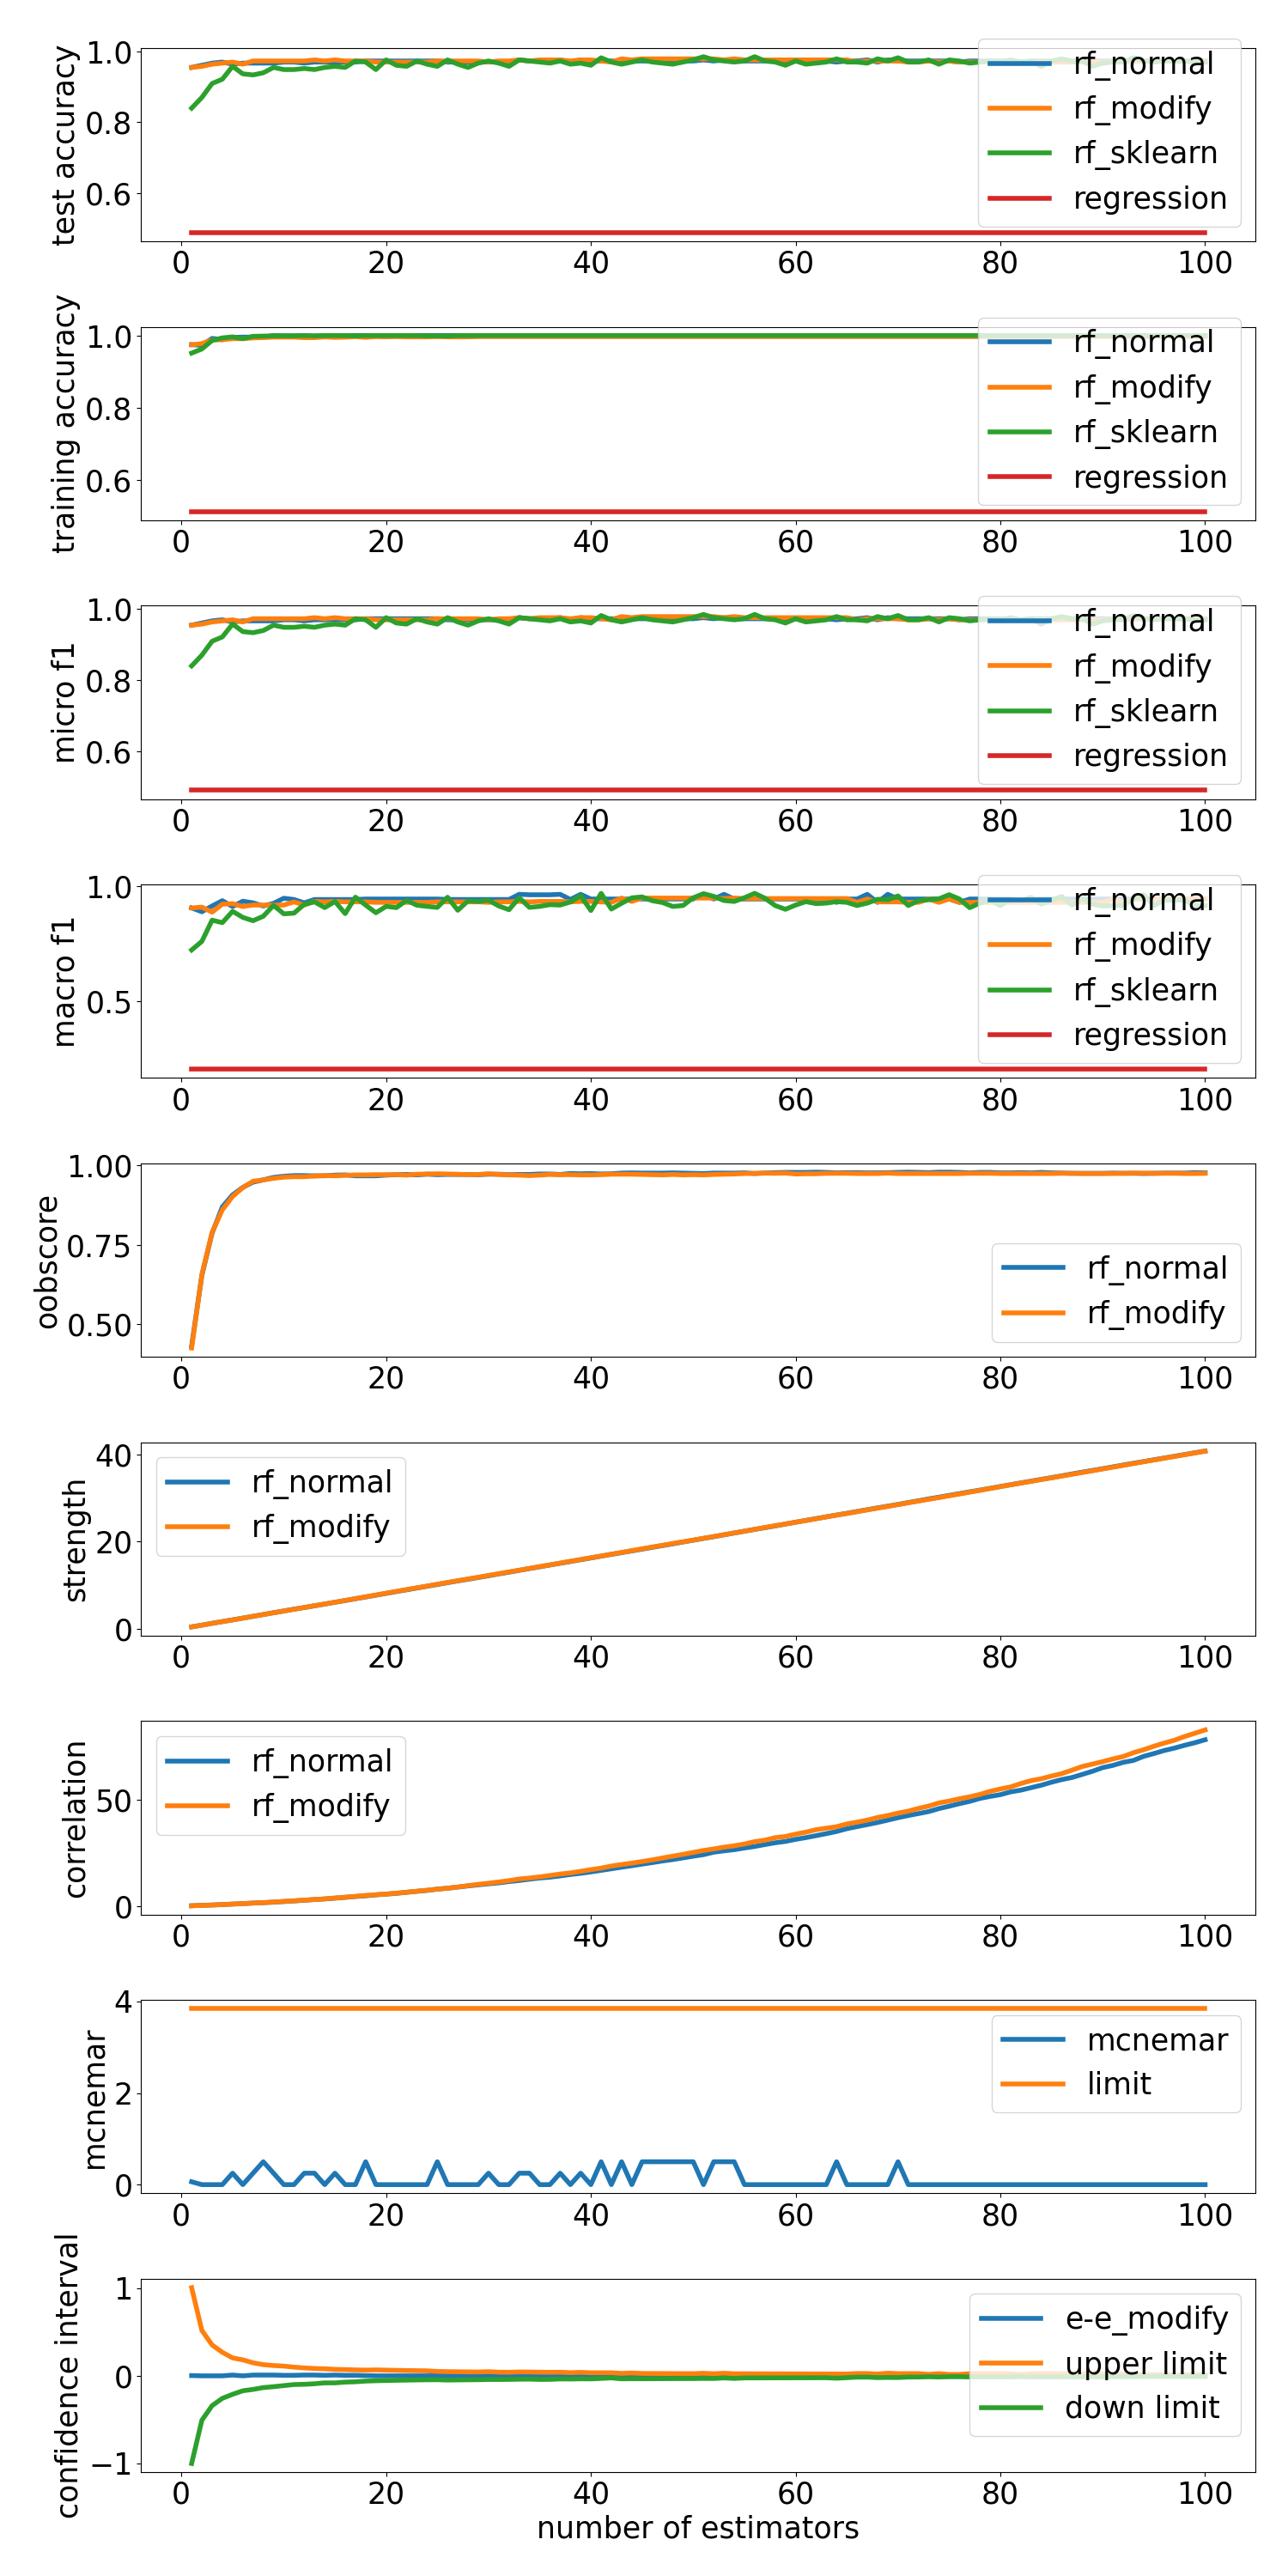 test accuracy
1.0
0.8
0.6
rf_normal
rf_modify
rf_sklearn
regression
0 20 40 60 80 100
training accuracy
1.0
0.8
0.6
rf_normal
rf_modify
rf_sklearn
regression
0 20 40 60 80 100
micro f1
1.0
0.8
0.6
rf_normal
rf_modify
rf_sklearn
regression
0 20 40 60 80 100
macro f1
1.0
0.5
rf_normal
rf_modify
rf_sklearn
regression
0 20 40 60 80 100
oobscore
1.00
0.75
0.50
rf_normal
rf_modify
0 20 40 60 80 100
strength
40
20
0
rf_normal
rf_modify
0 20 40 60 80 100
correlation
50
0
rf_normal
rf_modify
0 20 40 60 80 100
mcnemar
4
2
0
mcnemar
limit
0 20 40 60 80 100
confidence interval
1
0
−1
e-e_modify
upper limit
down limit
0 20 40 60 80 100
number of estimators